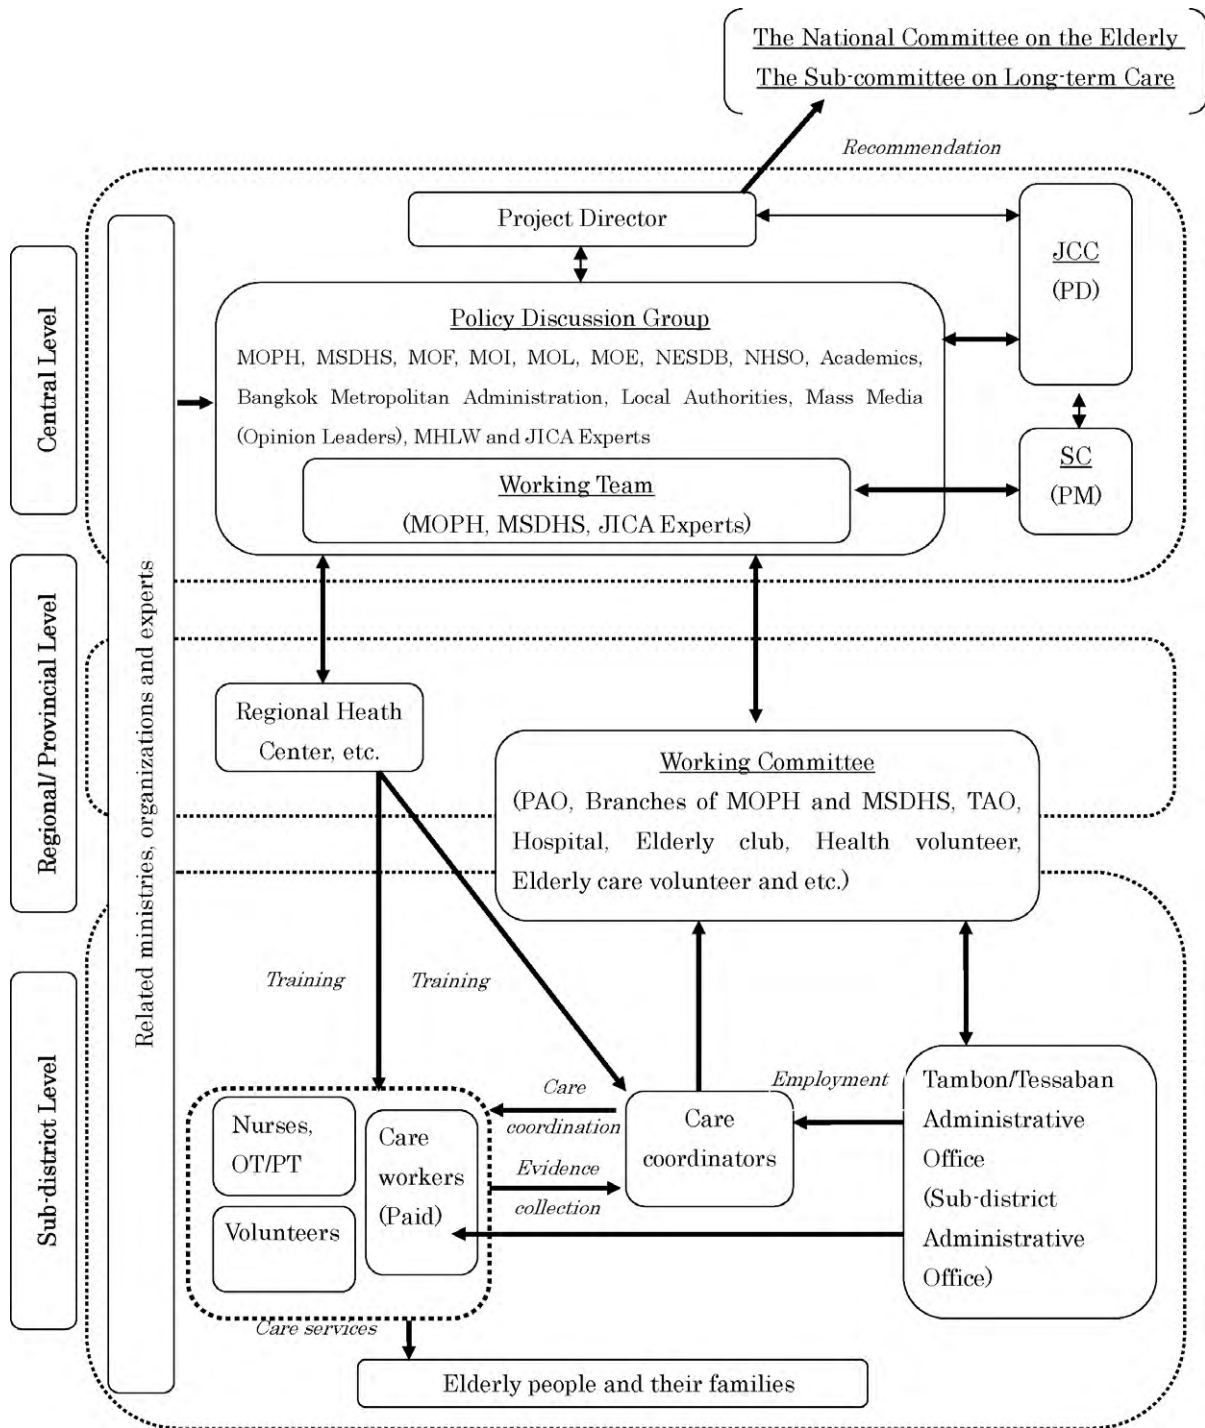 The National Committee on the Elderly
The Sub-committee on Long-term Care
Recommendation
Project Director
JCC
(PD)
Central Level
Policy Discussion Group
MOPH, MSDHS, MOF, MOI, MOL, MOE, NESDB, NHSO, Academics,
Bangkok Metropolitan Administration, Local Authorities, Mass Media
(Opinion Leaders), MHLW and JICA Experts
Working Team
(MOPH, MSDHS, JICA Experts)
SC
(PM)
Related ministries, organizations and experts
Regional/ Provincial Level
Regional Heath
Center, etc.
Working Committee
(PAO, Branches of MOPH and MSDHS, TAO,
Hospital, Elderly club, Health volunteer,
Elderly care volunteer and etc.)
Sub-district Level
Training
Training
Nurses,
OT/PT
Volunteers
Care
workers
(Paid)
Care
coordination
Evidence
collection
Care
coordinators
Employment
Tambon/Tessaban
Administrative
Office
(Sub-district
Administrative
Office)
Care services
Elderly people and their families